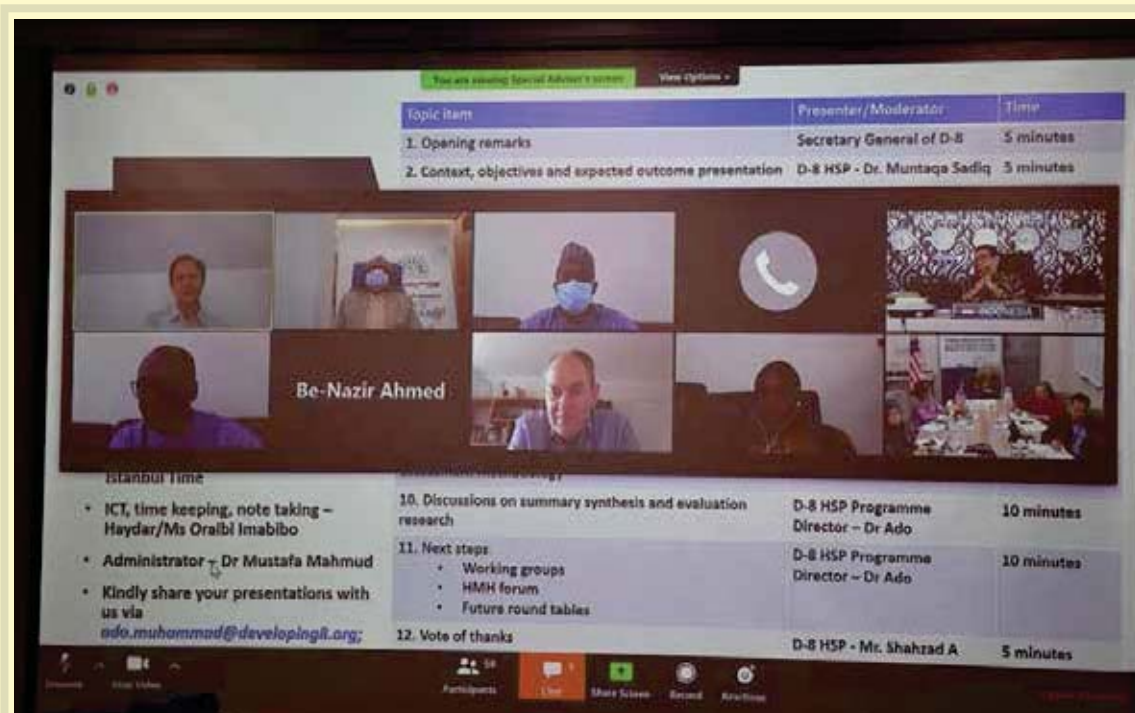 You are viewing Special Adviser's screen
View Options
Topic item
Presenter/Moderator
Time
1. Opening remarks
Secretary General of D-8
5 minutes
2. Context, objectives and expected outcome presentation
D-8 HSP - Dr. Muntaqa Sadiq
5 minutes
Be-Nazir Ahmed
Istanbul Time
• ICT, time keeping, note taking –
Haydar/Ms Oraibi Imabibo
• Administrator – Dr Mustafa Mahmud
• Kindly share your presentations with
us via
ado.muhammad@developing8.org;
10. Discussions on summary synthesis and evaluation
research
D-8 HSP Programme
Director – Dr Ado
10 minutes
11. Next steps
• Working groups
• HMH forum
• Future round tables
D-8 HSP Programme
Director – Dr Ado
10 minutes
12. Vote of thanks
D-8 HSP - Mr. Shahzad A
5 minutes
Stop Video
Participants
Chat
Share Screen
Record
Reactions